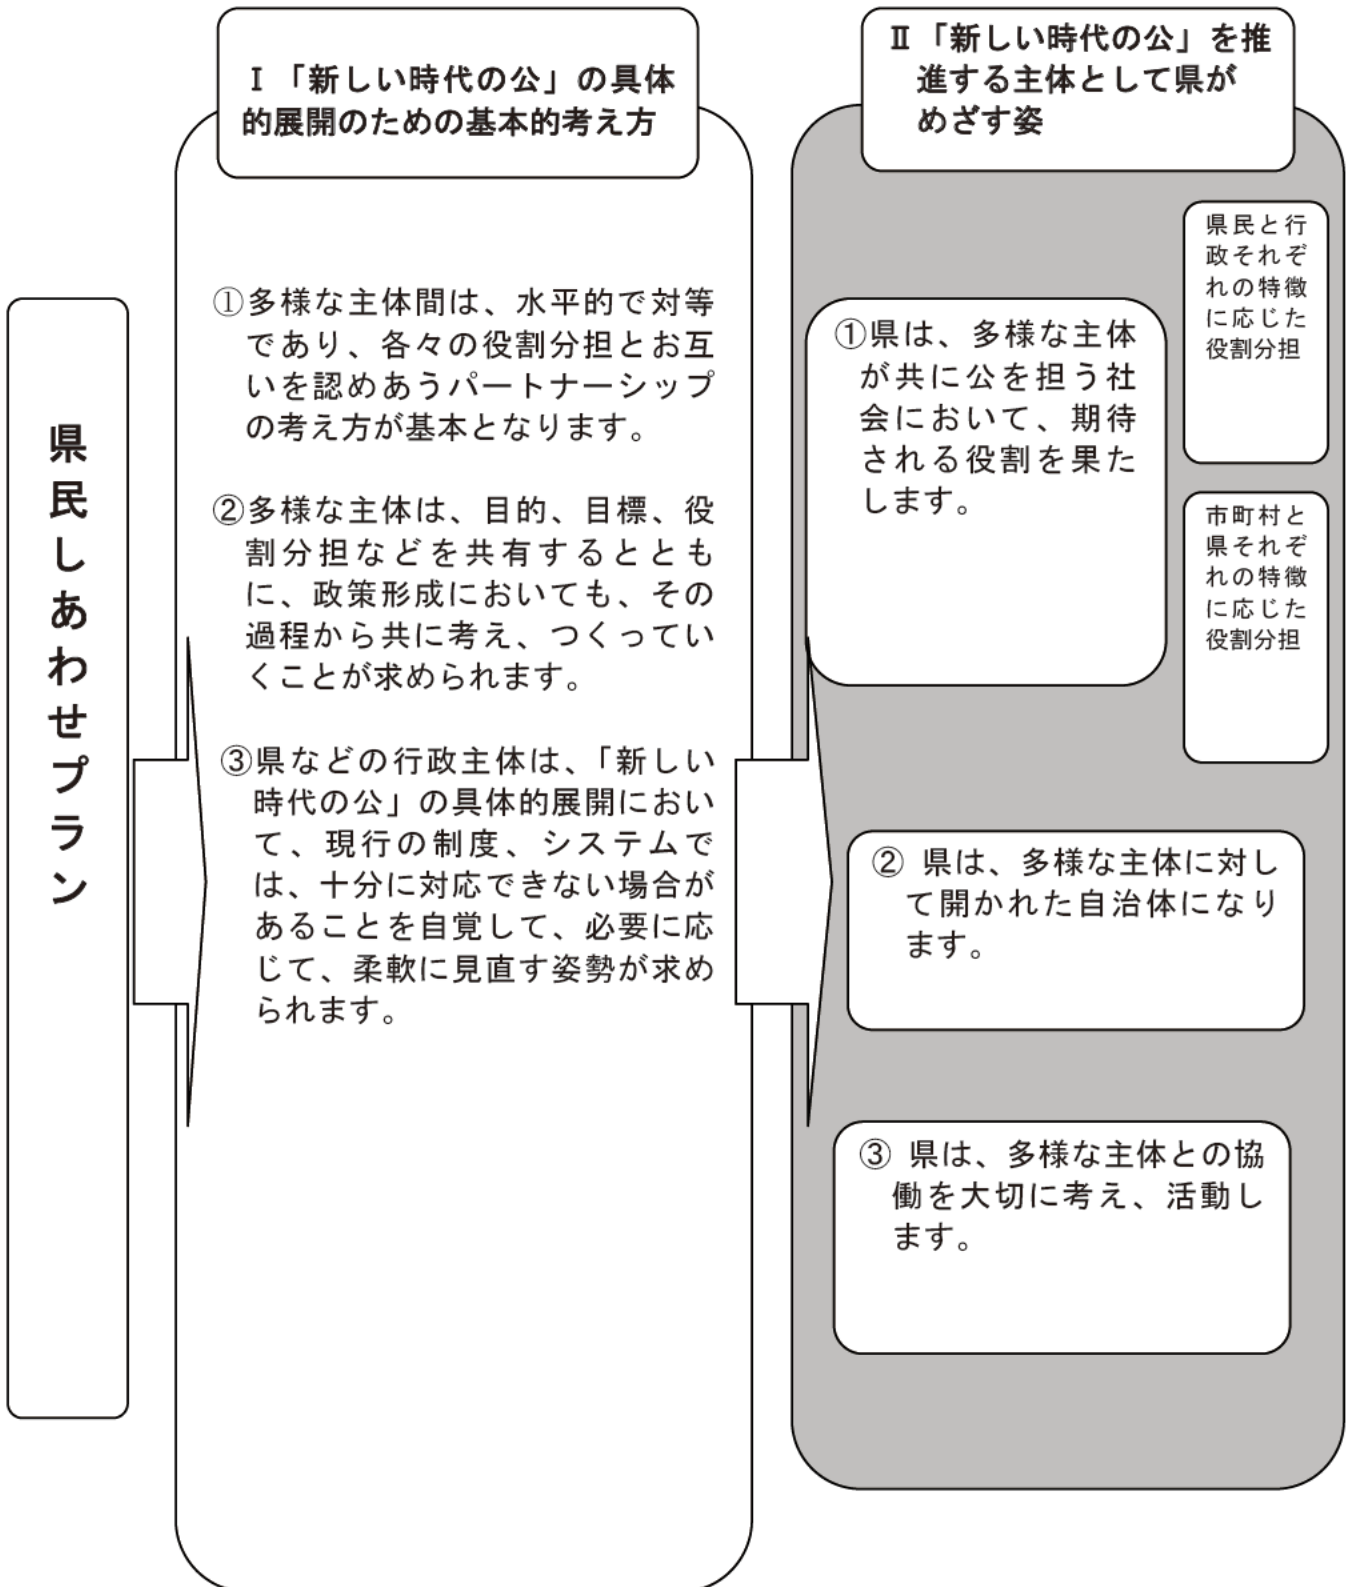 県民しあわせプラン
Ⅰ「新しい時代の公」の具体
的展開のための基本的考え方
①多様な主体間は、水平的で対等
であり、各々の役割分担とお互
いを認めあうパートナーシップ
の考え方が基本となります。
②多様な主体は、目的、目標、役
割分担などを共有するととも
に、政策形成においても、その
過程から共に考え、つくってい
くことが求められます。
③県などの行政主体は、「新しい
時代の公」の具体的展開におい
て、現行の制度、システムで
は、十分に対応できない場合が
あることを自覚して、必要に応
じて、柔軟に見直す姿勢が求め
られます。
Ⅱ「新しい時代の公」を推
進する主体として県が
めざす姿
①県は、多様な主体
が共に公を担う社
会において、期待
される役割を果た
します。
県民と行
政それぞ
れの特徴
に応じた
役割分担
市町村と
県それぞ
れの特徴
に応じた
役割分担
② 県は、多様な主体に対し
て開かれた自治体になり
ます。
③ 県は、多様な主体との協
働を大切に考え、活動し
ます。